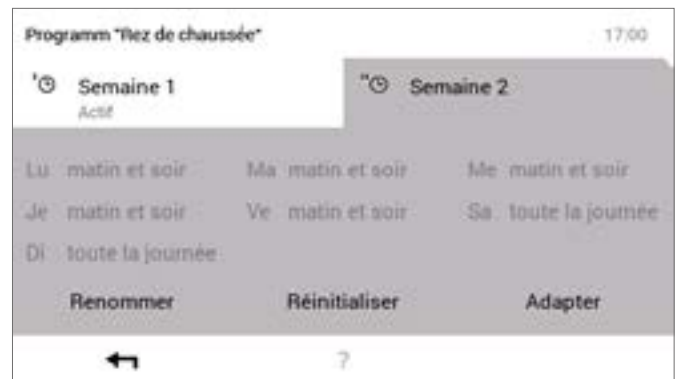 Programm "Rez de chaussée" 17:00
' Semaine 1 " Semaine 2
Actif
Lu matin et soir Ma matin et soir Me matin et soir
Je matin et soir Ve matin et soir Sa toute la journée
Di toute la journée
Renommer Réinitialiser Adapter
?